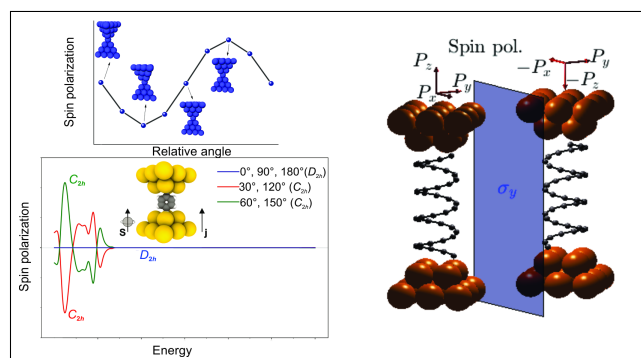 Spin polarization
Relative angle
Spin polarization
C2h
C2h
D2h
S
j
0°, 90°, 180°(D2h)
30°, 120° (C2h)
60°, 150° (C2h)
Energy
Spin pol.
Pz
Py
Px
−Px
Py
−Pz
σy